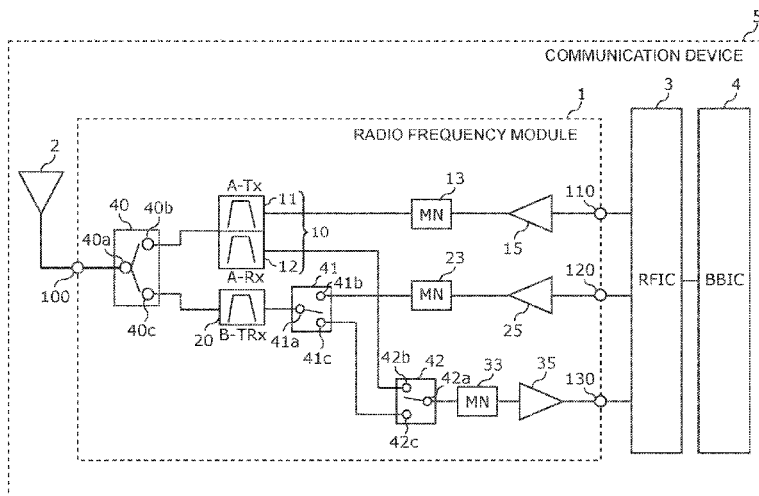 5
COMMUNICATION DEVICE
1
RADIO FREQUENCY MODULE
3
4
2
40
40b
40a
40c
100
A-Tx
11
10
12
A-Rx
13
MN
15
110
41
41b
41a
41c
20
B-TRx
23
MN
25
120
RFIC
BBIC
42b
42
42a
42c
33
MN
35
130